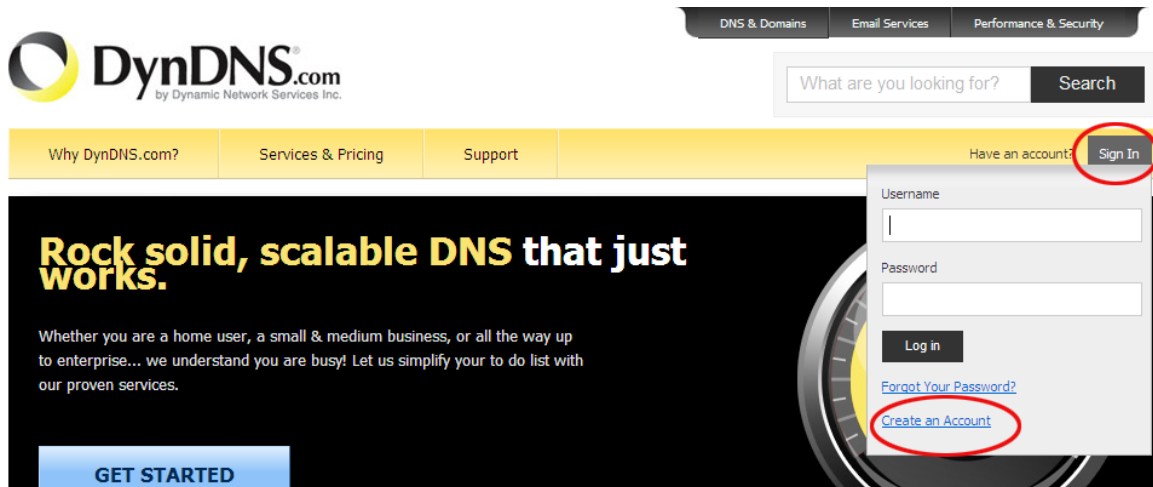 DNS & Domains Email Services Performance & Security
DynDNS.com
by Dynamic Network Services Inc.
What are you looking for? Search
Why DynDNS.com? Services & Pricing Support Have an account? Sign In
Username
Password
Log in
Forgot Your Password?
Create an Account
Rock solid, scalable DNS that just
works.
Whether you are a home user, a small & medium business, or all the way up
to enterprise... we understand you are busy! Let us simplify your to do list with
our proven services.
GET STARTED